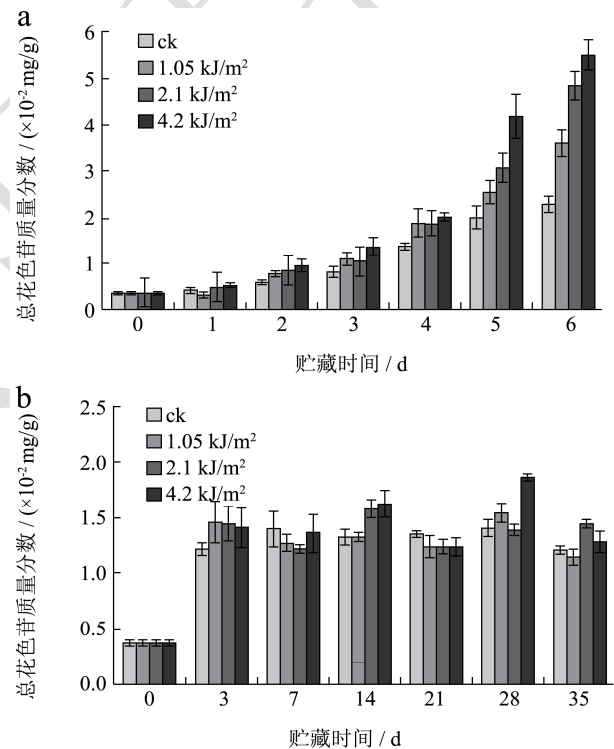 a
总花色苷质量分数 / (×10⁻² mg/g)
6
5
4
3
2
1
0
ck
1.05 kJ/m²
2.1 kJ/m²
4.2 kJ/m²
0 1 2 3 4 5 6
贮藏时间 / d
b
总花色苷质量分数 / (×10⁻² mg/g)
2.5
2.0
1.5
1.0
0.5
0.0
ck
1.05 kJ/m²
2.1 kJ/m²
4.2 kJ/m²
0 3 7 14 21 28 35
贮藏时间 / d